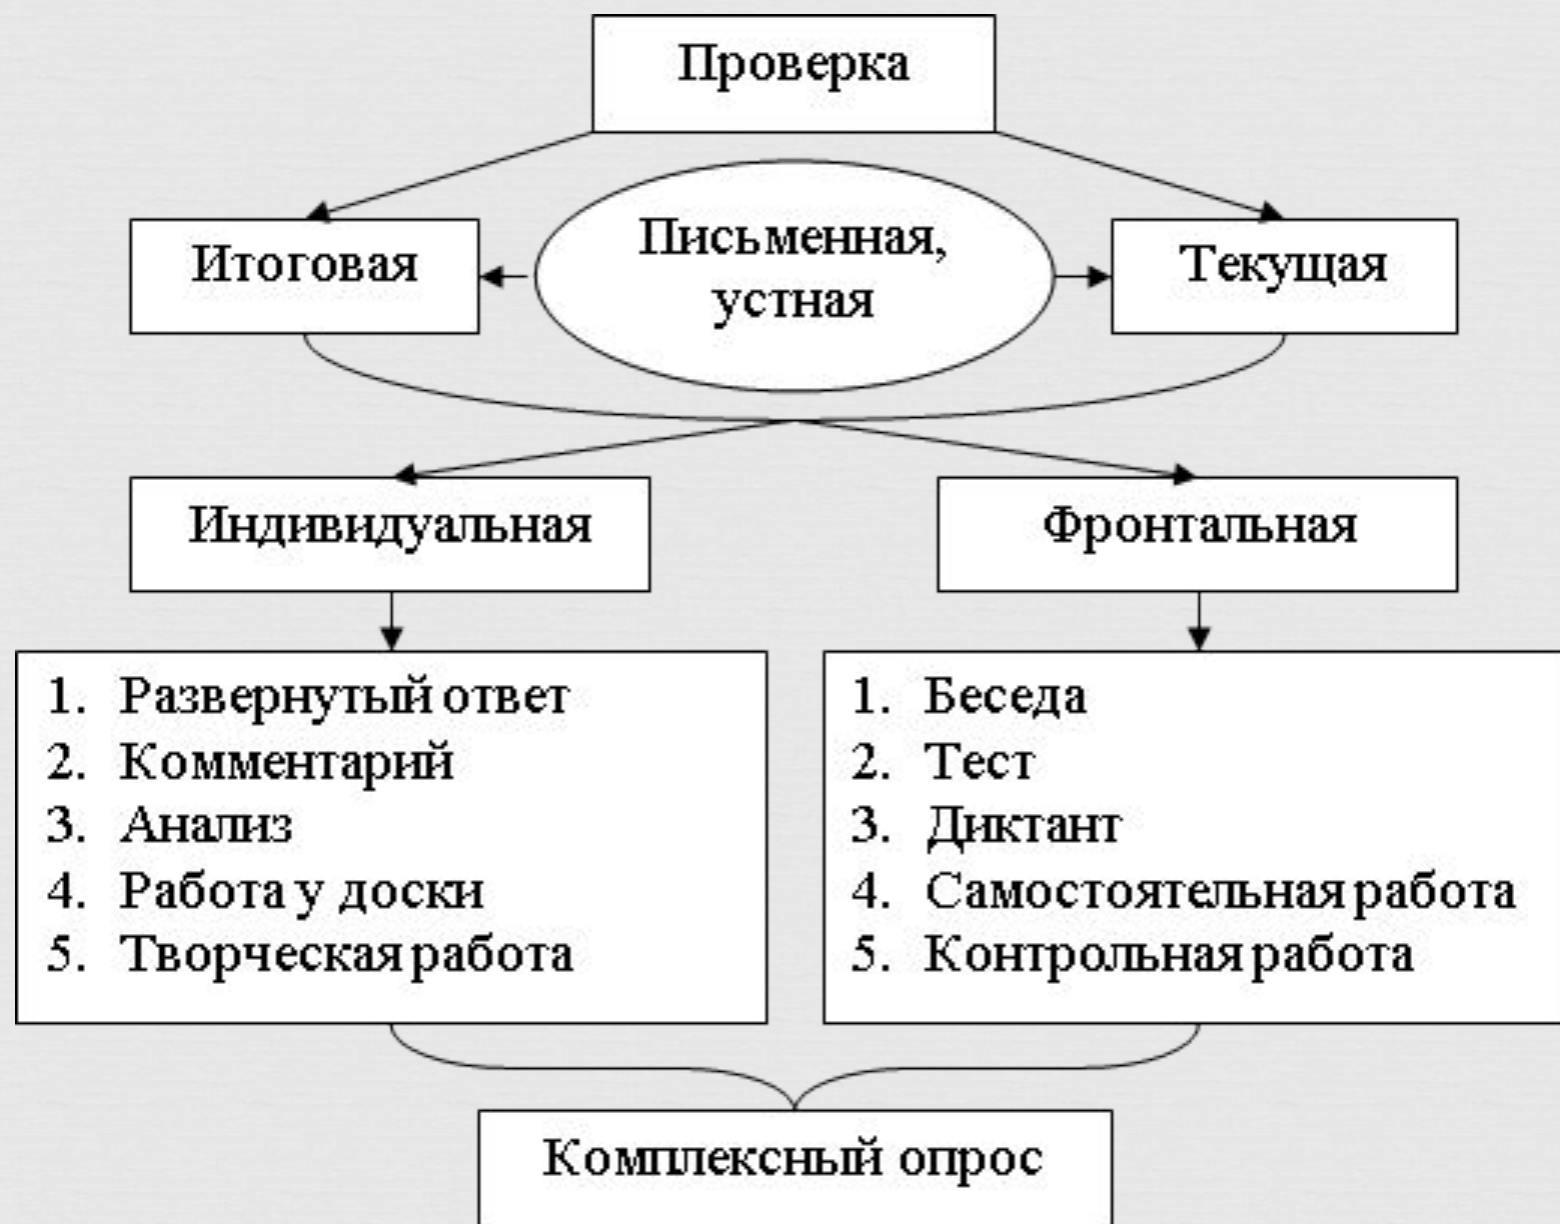 Проверка
Итоговая
Письменная,
устная
Текущая
Индивидуальная
Фронтальная
1. Развернутый ответ
2. Комментарий
3. Анализ
4. Работа у доски
5. Творческая работа
1. Беседа
2. Тест
3. Диктант
4. Самостоятельная работа
5. Контрольная работа
Комплексный опрос